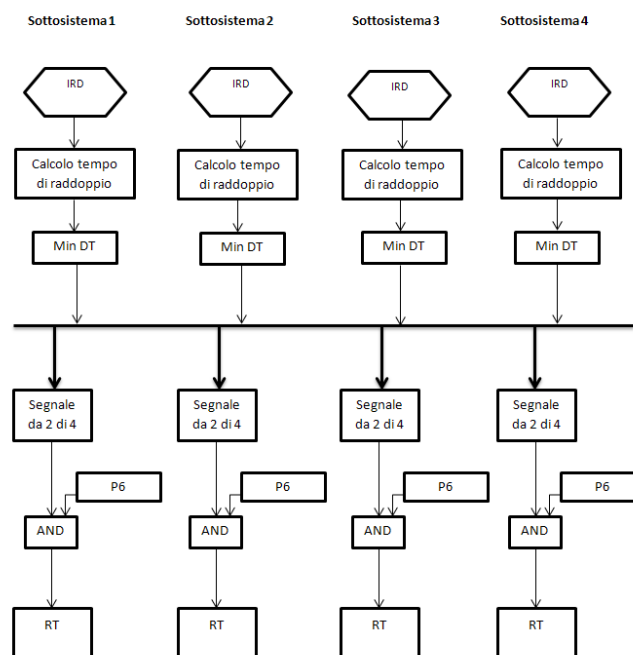 Sottosistema 1 Sottosistema 2 Sottosistema 3 Sottosistema 4
IRD IRD IRD IRD
Calcolo tempo
di raddoppio
Calcolo tempo
di raddoppio
Calcolo tempo
di raddoppio
Calcolo tempo
di raddoppio
Min DT Min DT Min DT Min DT
Segnale
da 2 di 4
Segnale
da 2 di 4
Segnale
da 2 di 4
Segnale
da 2 di 4
P6 P6 P6 P6
AND AND AND AND
RT RT RT RT